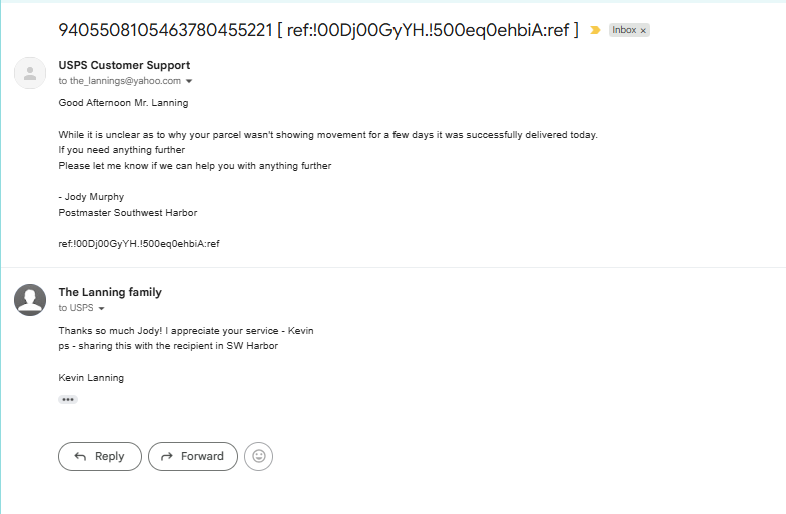 9405508105463780455221 [ ref:!00Dj00GyYH.!500eq0ehbiA:ref ] Inbox x
USPS Customer Support
to the_lannings@yahoo.com
Good Afternoon Mr. Lanning
While it is unclear as to why your parcel wasn't showing movement for a few days it was successfully delivered today.
If you need anything further
Please let me know if we can help you with anything further
- Jody Murphy
Postmaster Southwest Harbor
ref:!00Dj00GyYH.!500eq0ehbiA:ref
The Lanning family
to USPS
Thanks so much Jody! I appreciate your service - Kevin
ps - sharing this with the recipient in SW Harbor
Kevin Lanning
Reply Forward